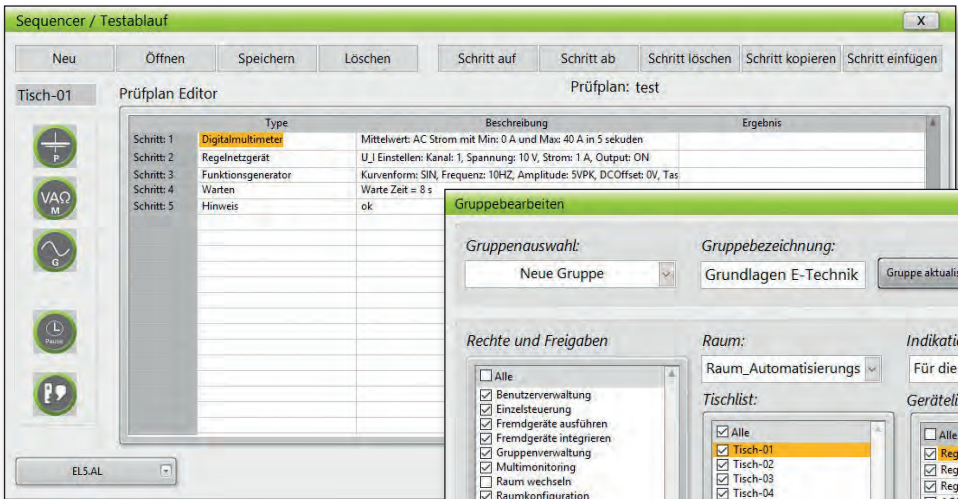 Sequencer / Testablauf
X
Neu Öffnen Speichern Löschen Schritt auf Schritt ab Schritt löschen Schritt kopieren Schritt einfügen
Tisch-01 Prüfplan Editor Prüfplan: test
Type Beschreibung Ergebnis
Schritt: 1 Digitalmultimeter Mittelwert: AC Strom mit Min: 0 A und Max: 40 A in 5 sekuden
Schritt: 2 Regelnetzgerät U_I Einstellen: Kanal: 1, Spannung: 10 V, Strom: 1 A, Output: ON
Schritt: 3 Funktionsgenerator Kurvenform: SIN, Frequenz: 10HZ, Amplitude: 5VPK, DCOffset: 0V, Tas
Schritt: 4 Warten Warte Zeit = 8 s
Schritt: 5 Hinweis ok
P
VAΩ
M
G
Pause
EL5.AL
Gruppebearbeiten
Gruppenauswahl: Gruppebezeichnung:
Neue Gruppe Grundlagen E-Technik Gruppe aktualis
Rechte und Freigaben Raum: Indikati
Raum_Automatisierungs Für die
Alle
Benutzerverwaltung
Einzelsteuerung
Fremdgeräte ausführen
Fremdgeräte integrieren
Gruppenverwaltung
Multimonitoring
Raum wechseln
Raumkonfiguration
Tischlist: Geräteli
Alle Alle
Tisch-01 Reg
Tisch-02 Reg
Tisch-03 Reg
Tisch-04